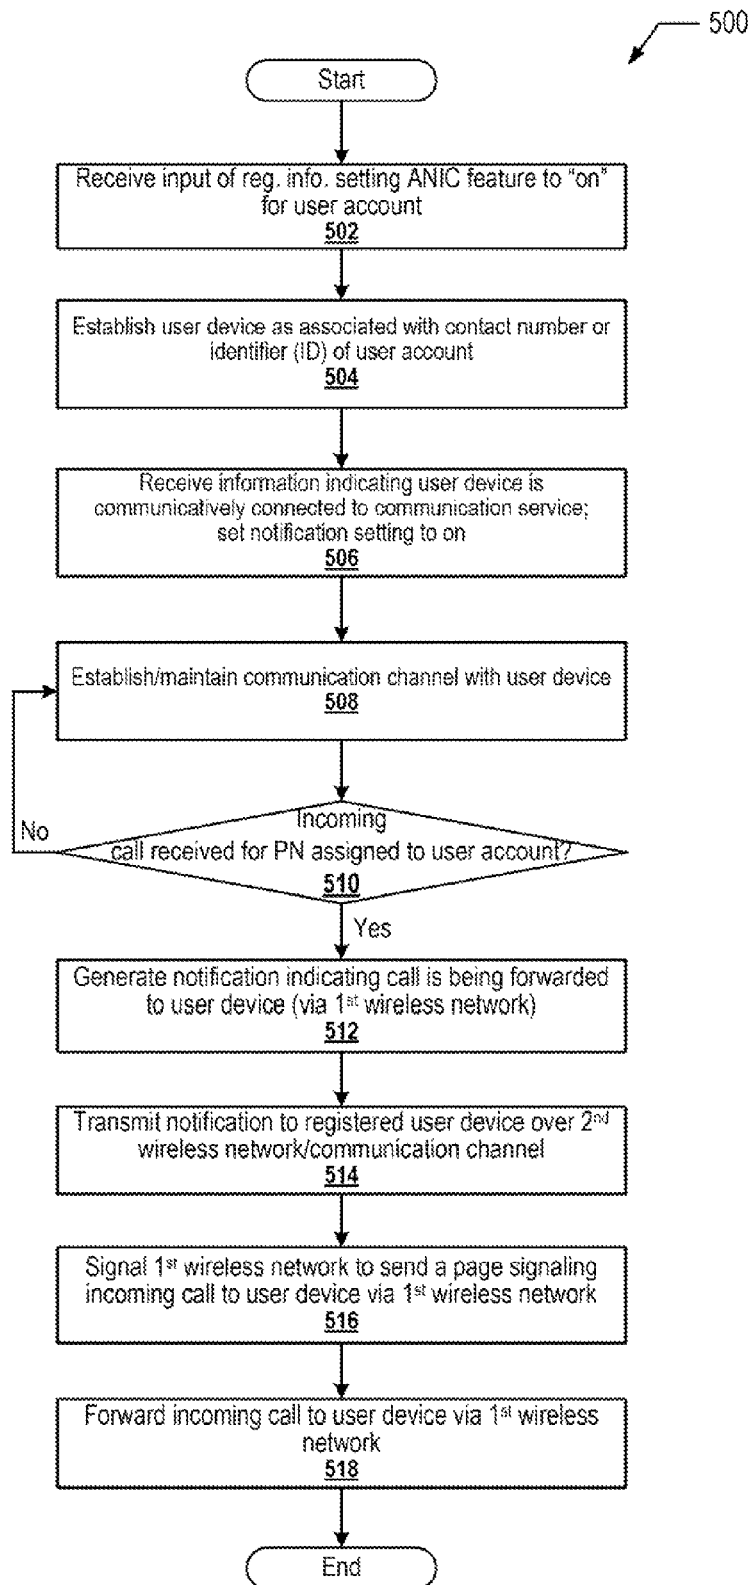 500
Start
Receive input of reg. info. setting ANIC feature to "on"
for user account
502
Establish user device as associated with contact number or
identifier (ID) of user account
504
Receive information indicating user device is
communicatively connected to communication service;
set notification setting to on
506
Establish/maintain communication channel with user device
508
Incoming
call received for PN assigned to user account?
510
No
Yes
Generate notification indicating call is being forwarded
to user device (via 1st wireless network)
512
Transmit notification to registered user device over 2nd
wireless network/communication channel
514
Signal 1st wireless network to send a page signaling
incoming call to user device via 1st wireless network
516
Forward incoming call to user device via 1st wireless
network
518
End